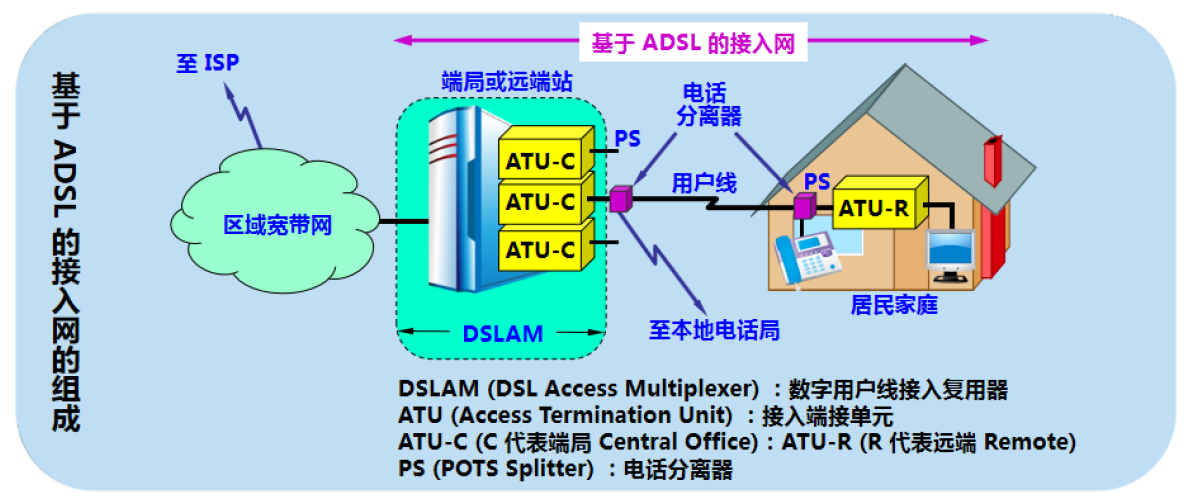 基于 ADSL 的接入网的组成
基于 ADSL 的接入网
至 ISP
端局或远端站
电话
分离器
PS
ATU-C
ATU-C
ATU-C
用户线
PS
ATU-R
区域宽带网
居民家庭
至本地电话局
DSLAM
DSLAM (DSL Access Multiplexer) :数字用户线接入复用器
ATU (Access Termination Unit) :接入端接单元
ATU-C (C 代表端局 Central Office) : ATU-R (R 代表远端 Remote)
PS (POTS Splitter) :电话分离器